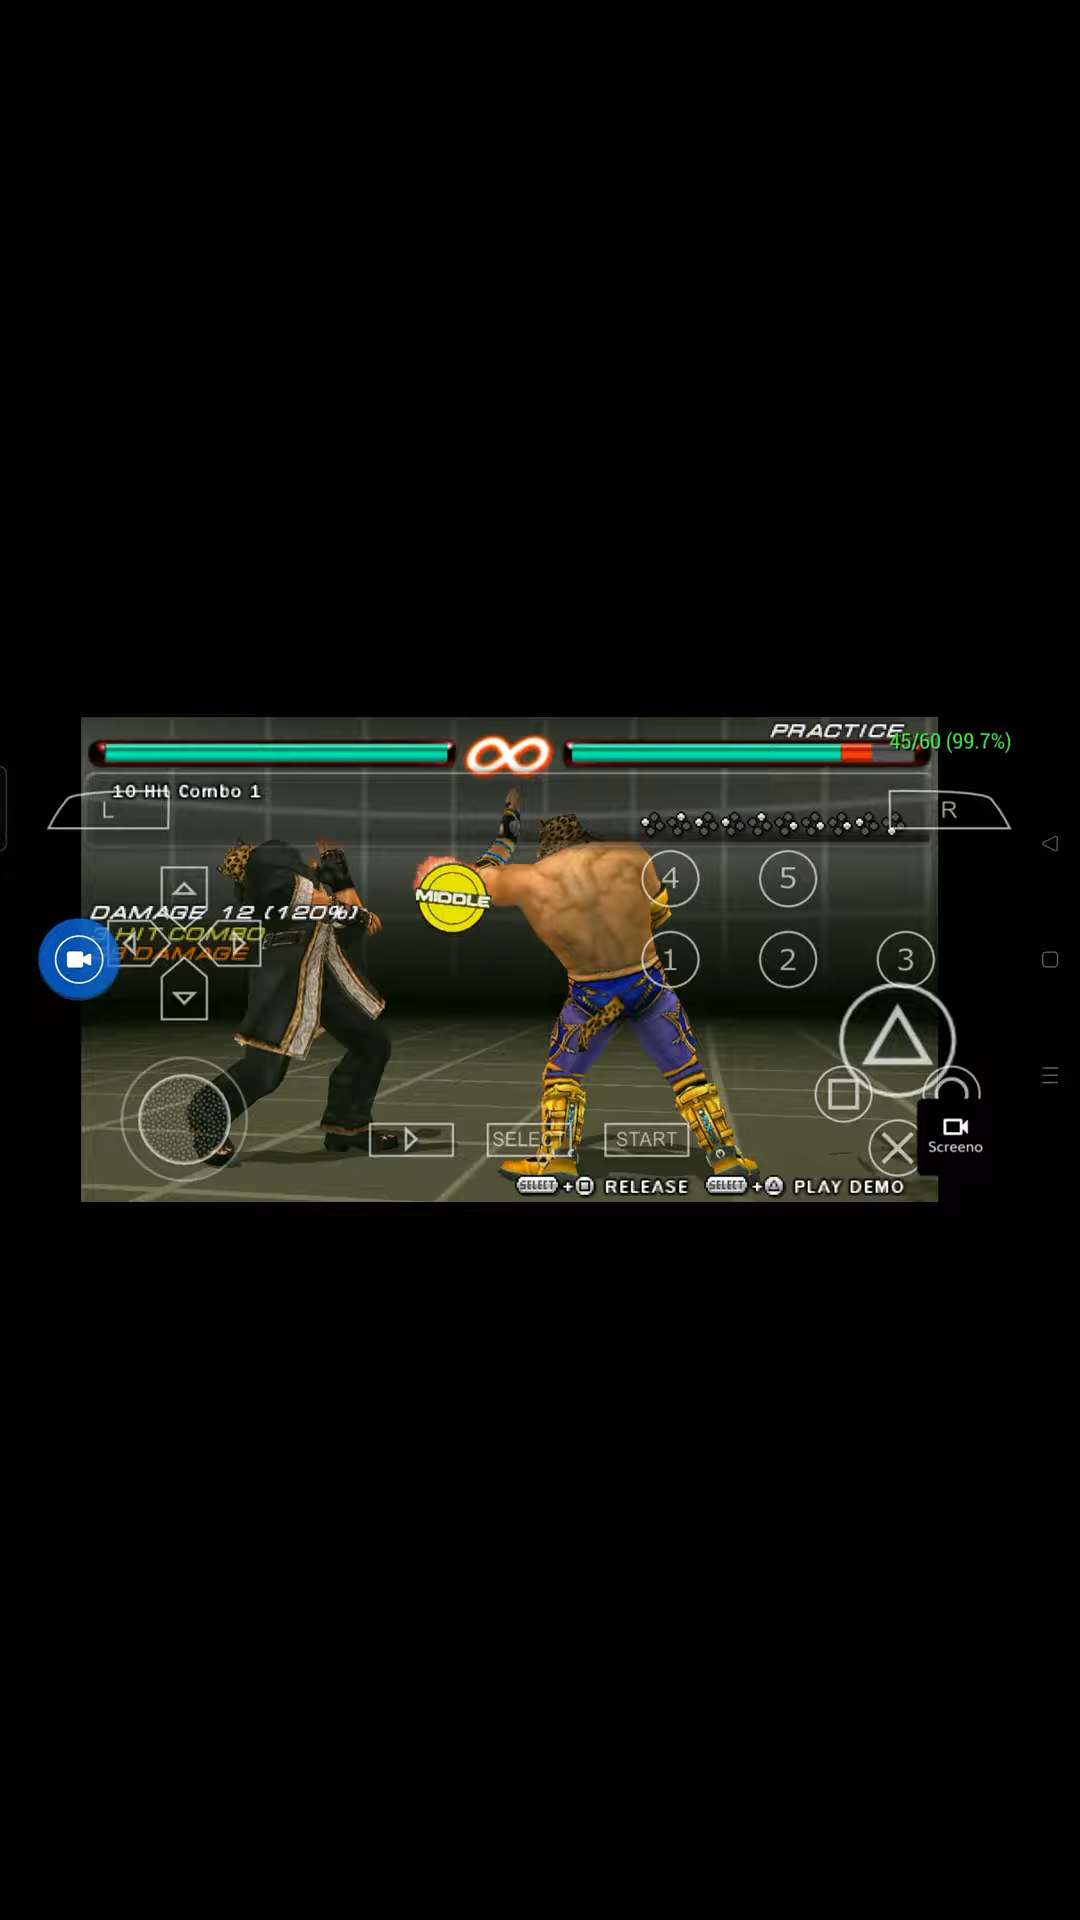 PRACTICE
45/60 (99.7%)
10 Hit Combo 1
L
R
4
5
MIDDLE
DAMAGE 12 (120%)
HIT COMBO
DAMAGE
1
2
3
SELECT
START
Screeno
SELECT + RELEASE
SELECT + PLAY DEMO